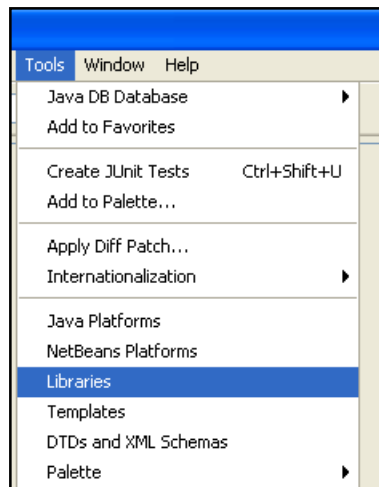 Tools Window Help
Java DB Database
Add to Favorites
Create JUnit Tests Ctrl+Shift+U
Add to Palette...
Apply Diff Patch...
Internationalization
Java Platforms
NetBeans Platforms
Libraries
Templates
DTDs and XML Schemas
Palette